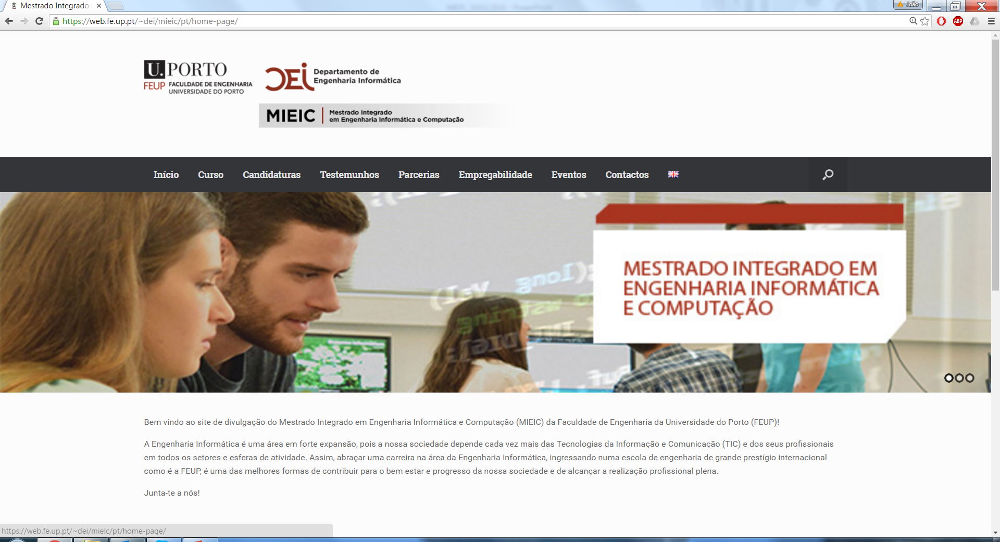 Mestrado Integrado
João
https://web.fe.up.pt/~dei/mieic/pt/home-page/
ABP
U.PORTO
FEUP FACULDADE DE ENGENHARIA
UNIVERSIDADE DO PORTO
DEI Departamento de
Engenharia Informática
MIEIC Mestrado Integrado
em Engenharia Informática e Computação
Início Curso Candidaturas Testemunhos Parcerias Empregabilidade Eventos Contactos
MESTRADO INTEGRADO EM
ENGENHARIA INFORMÁTICA
E COMPUTAÇÃO
Bem vindo ao site de divulgação do Mestrado Integrado em Engenharia Informática e Computação (MIEIC) da Faculdade de Engenharia da Universidade do Porto (FEUP)!
A Engenharia Informática é uma área em forte expansão, pois a nossa sociedade depende cada vez mais das Tecnologias da Informação e Comunicação (TIC) e dos seus profissionais
em todos os setores e esferas de atividade. Assim, abraçar uma carreira na área da Engenharia Informática, ingressando numa escola de engenharia de grande prestígio internacional
como é a FEUP, é uma das melhores formas de contribuir para o bem estar e progresso da nossa sociedade e de alcançar a realização profissional plena.
Junta-te a nós!
https://web.fe.up.pt/~dei/mieic/pt/home-page/